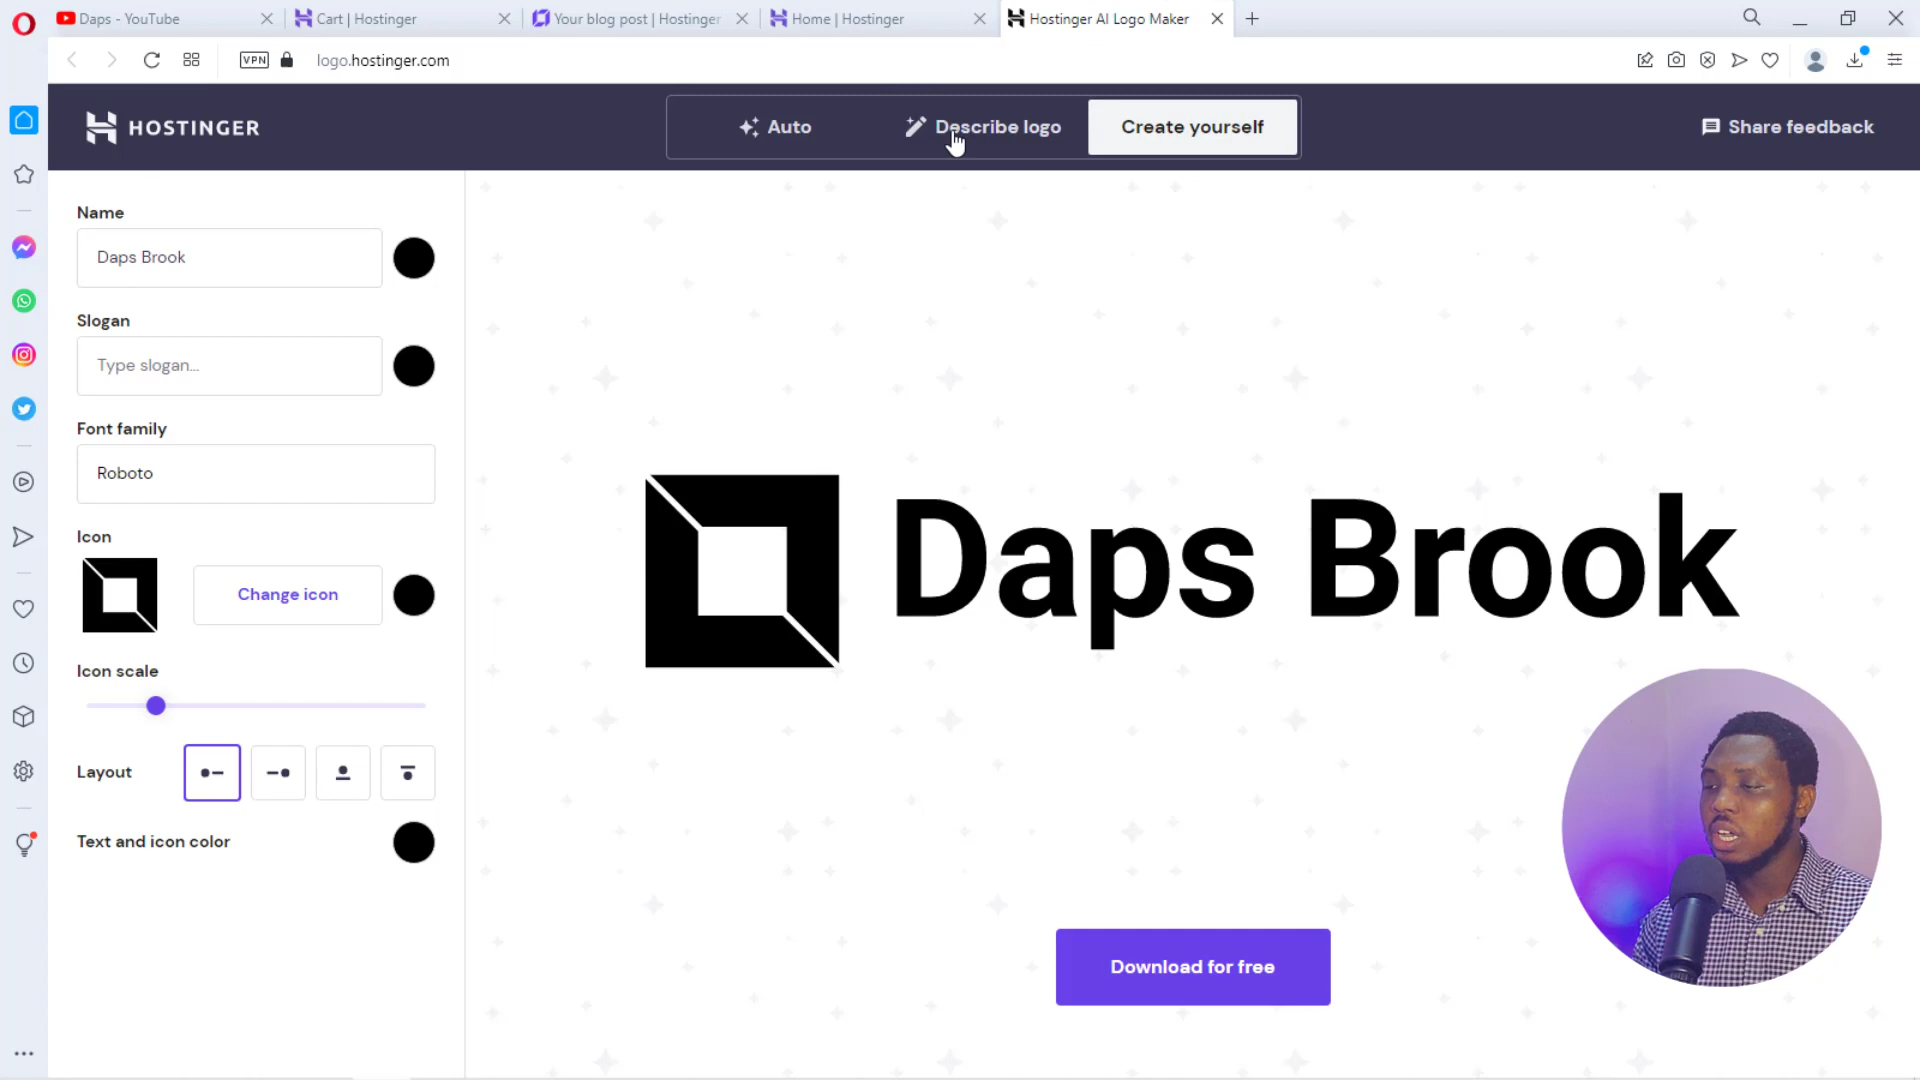 Daps - YouTube
Cart | Hostinger
Your blog post | Hostinger
Home | Hostinger
Hostinger AI Logo Maker
VPN
logo.hostinger.com
HOSTINGER
Auto
Describe logo
Create yourself
Share feedback
Name
Daps Brook
Slogan
Type slogan...
Font family
Roboto
Icon
Change icon
Icon scale
Layout
Text and icon color
Daps Brook
Download for free